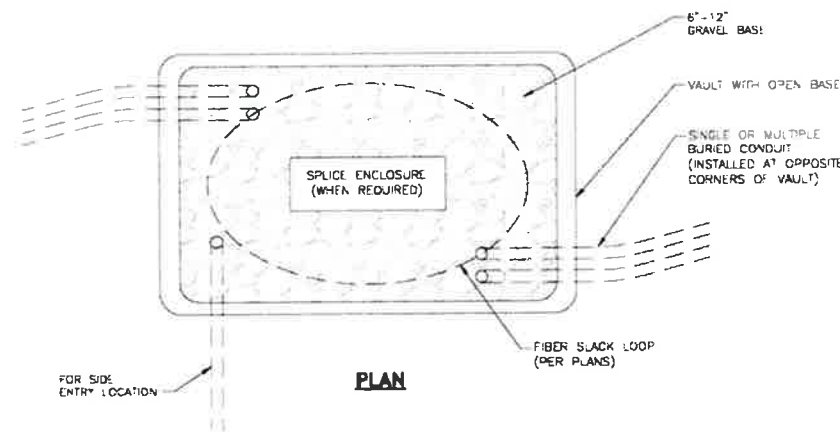 6"-12"
GRAVEL BASE
VAULT WITH OPEN BASE
SINGLE OR MULTIPLE
BURIED CONDUIT
(INSTALLED AT OPPOSITE
CORNERS OF VAULT)
SPLICE ENCLOSURE
(WHEN REQUIRED)
FIBER SLACK LOOP
(PER PLANS)
FOR SIDE
ENTRY LOCATION
PLAN